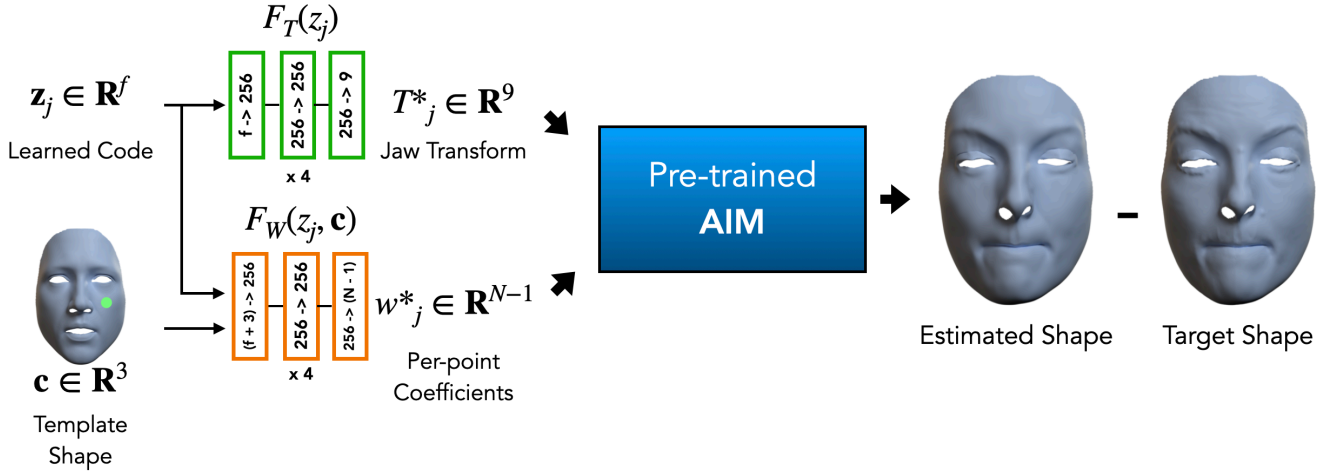 F_T(z_j)
z_j ∈ R^f
Learned Code
f -> 256
256 -> 256
256 -> 9
x 4
T*_j ∈ R^9
Jaw Transform
F_W(z_j, c)
(f + 3) -> 256
256 -> 256
256 -> (N - 1)
x 4
w*_j ∈ R^{N−1}
Per-point
Coefficients
c ∈ R^3
Template
Shape
Pre-trained
AIM
–
Estimated Shape
Target Shape